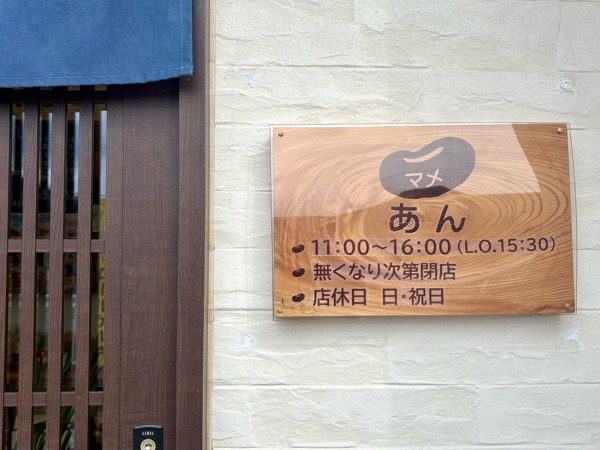 一
マメ
あん
11:00〜16:00(L.O.15:30)
無くなり次第閉店
店休日 日・祝日